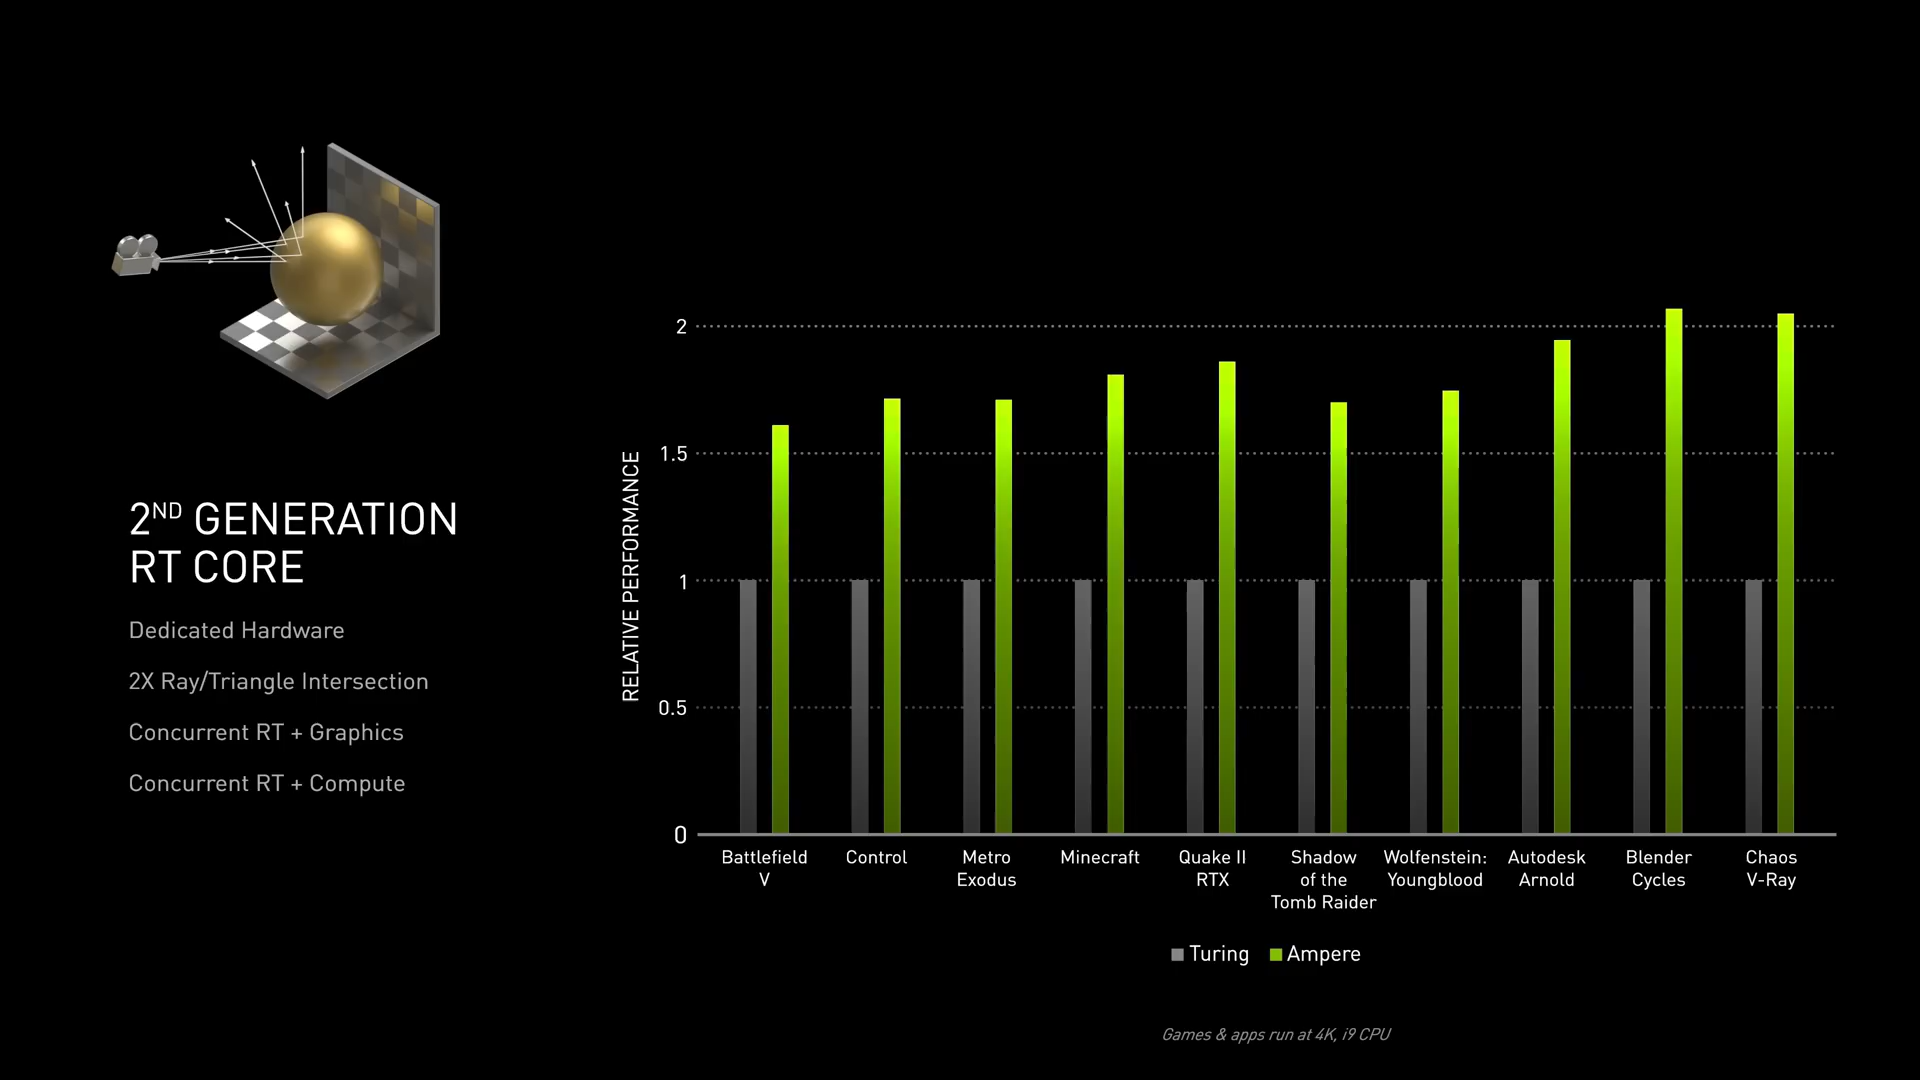 2ND GENERATION
RT CORE
Dedicated Hardware
2X Ray/Triangle Intersection
Concurrent RT + Graphics
Concurrent RT + Compute
RELATIVE PERFORMANCE
2
1.5
1
0.5
0
Battlefield
V
Control
Metro
Exodus
Minecraft
Quake II
RTX
Shadow
of the
Tomb Raider
Wolfenstein:
Youngblood
Autodesk
Arnold
Blender
Cycles
Chaos
V-Ray
Turing
Ampere
Games & apps run at 4K, i9 CPU